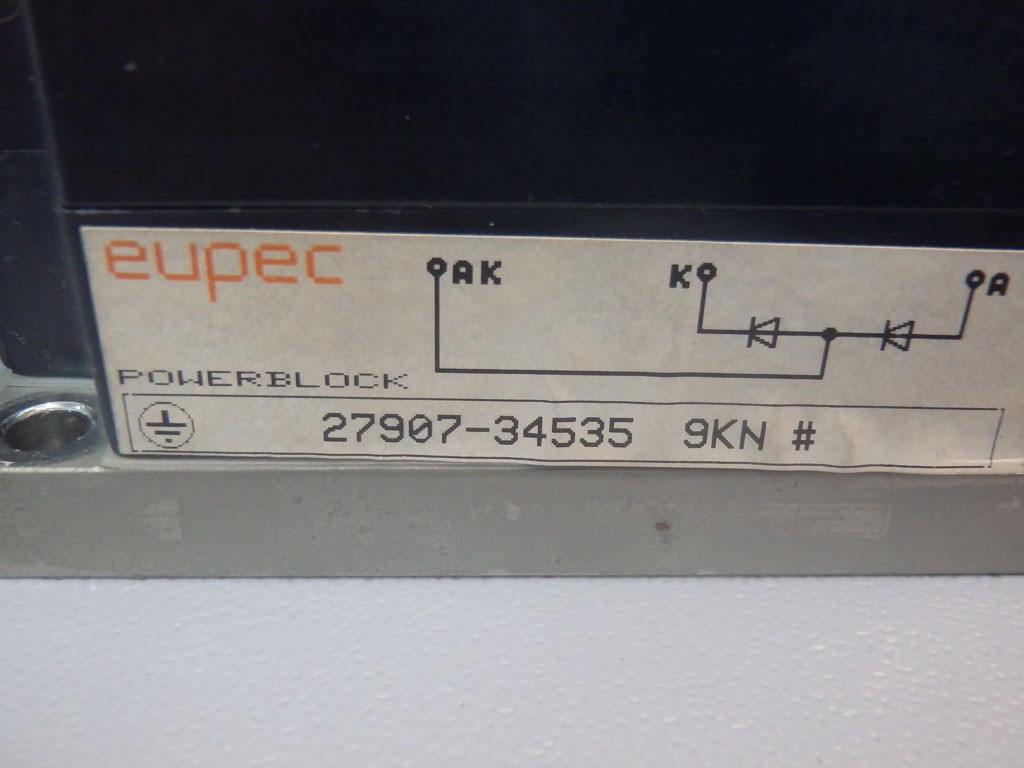 eupec
AK K A
POWERBLOCK
27907-34535 9KN #